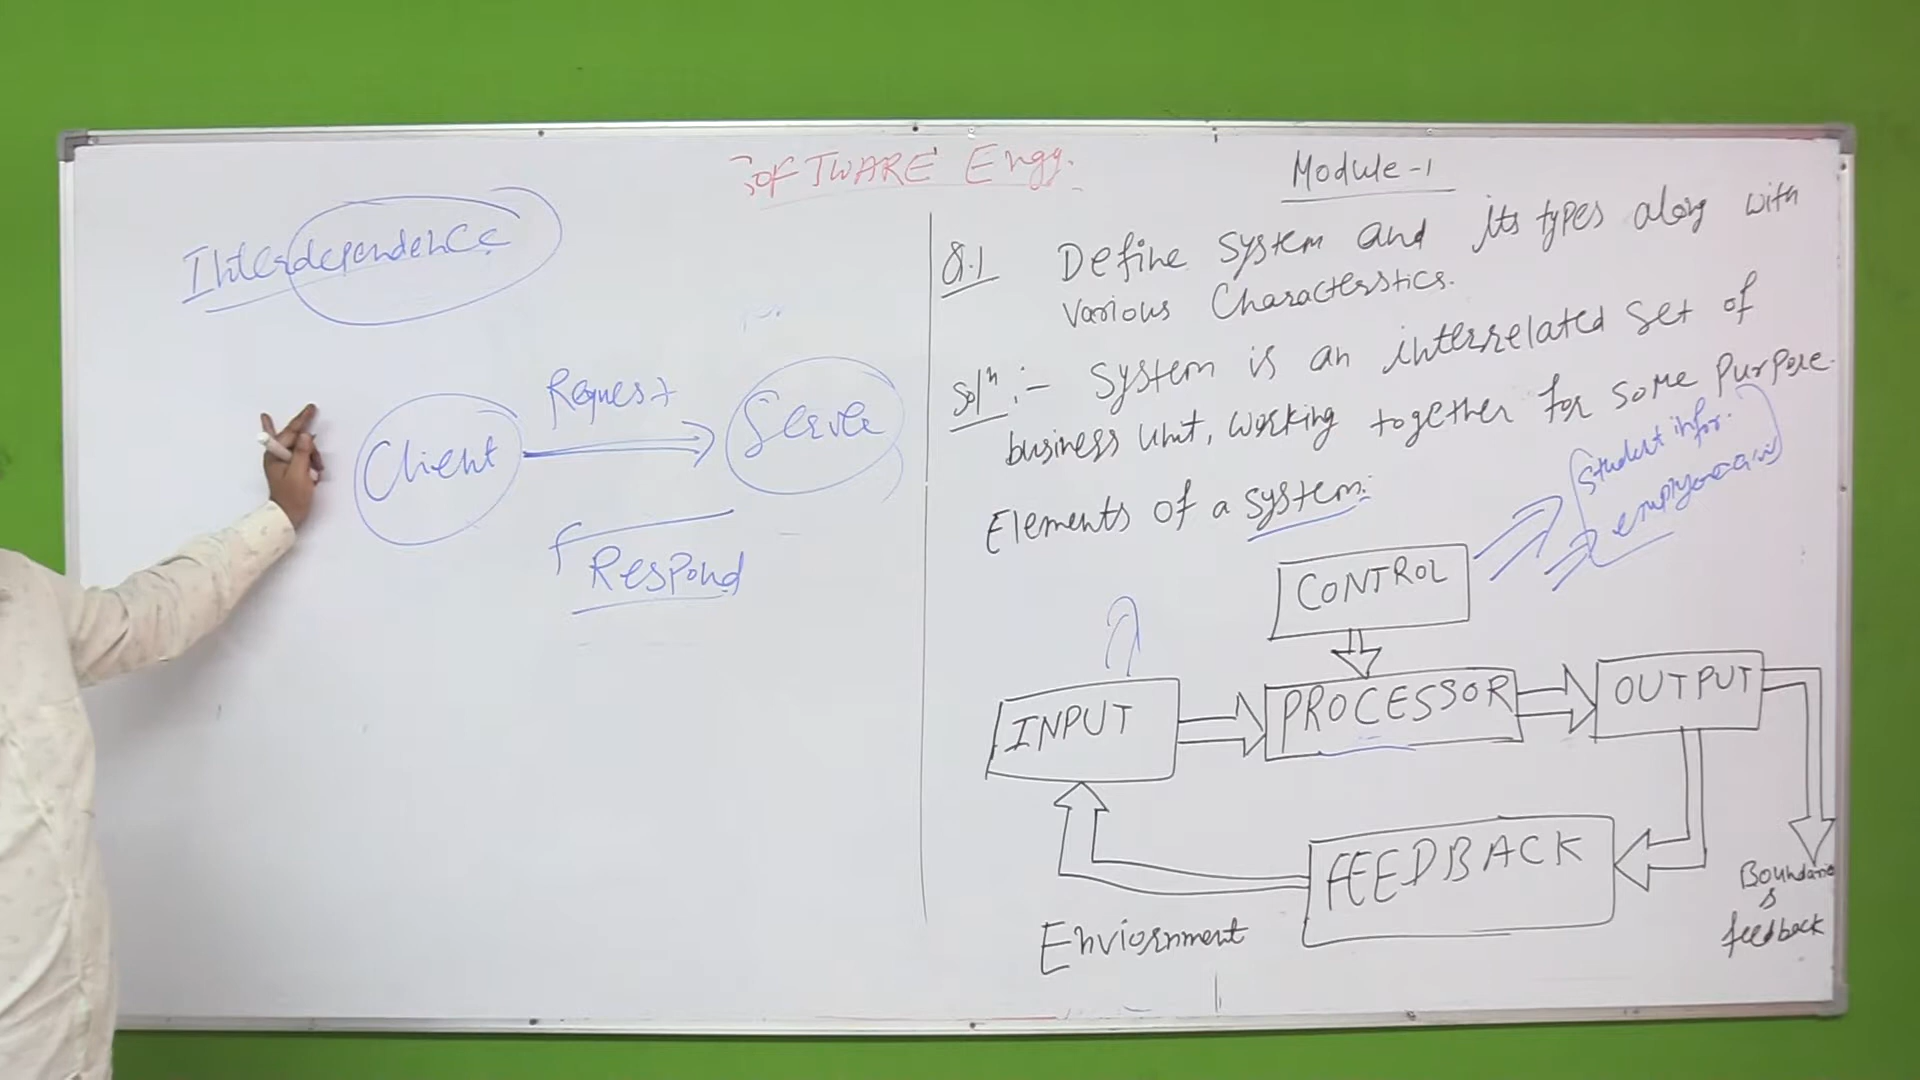 SOFTWARE Engg.
Module-1
Interdependence
Client
Request
Server
Respond
Q.1 Define System and its types along with
Various Characterstics.
Solⁿ :- System is an interrelated set of
business unit, working together for some purpose.
Student infor.
Elements of a system:
CONTROL
INPUT
PROCESSOR
OUTPUT
FEEDBACK
Boundaries
feedback
Enviornment